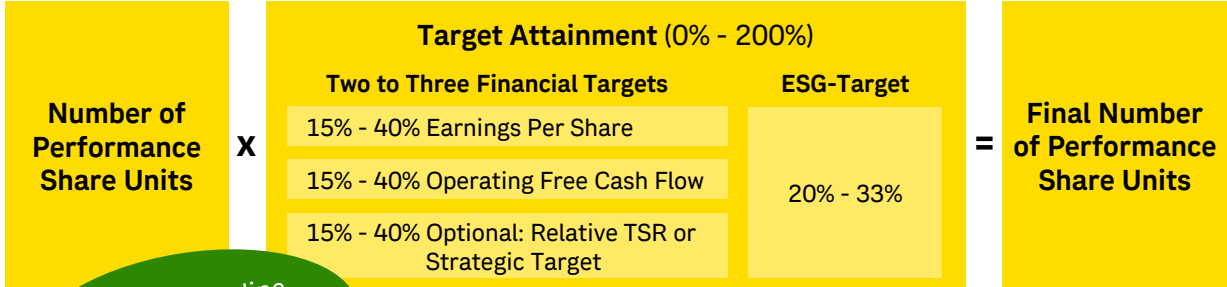 Target Attainment (0% - 200%)
Two to Three Financial Targets
ESG-Target
Number of
Performance
Share Units
x
15% - 40% Earnings Per Share
15% - 40% Operating Free Cash Flow
15% - 40% Optional: Relative TSR or
Strategic Target
20% - 33%
=
Final Number
of Performance
Share Units